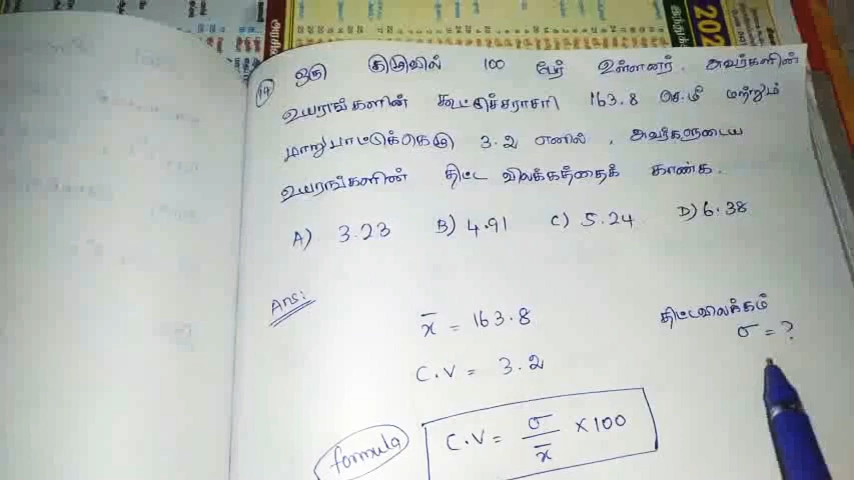 14) ஒரு குழுவில் 100 பேர் உள்ளனர். அவர்களின்
உயரங்களின் கூட்டுச்சராசரி 163.8 செ.மீ மற்றும்
மாறுபாட்டுக்கெழு 3.2 எனில், அவர்களுடைய
உயரங்களின் திட்ட விலக்கத்தைக் காண்க.
A) 3.23 B) 4.91 C) 5.24 D) 6.38
Ans:
x̄ = 163.8
திட்டவிலக்கம்
σ = ?
C.V = 3.2
formula
C.V = σ/x̄ × 100